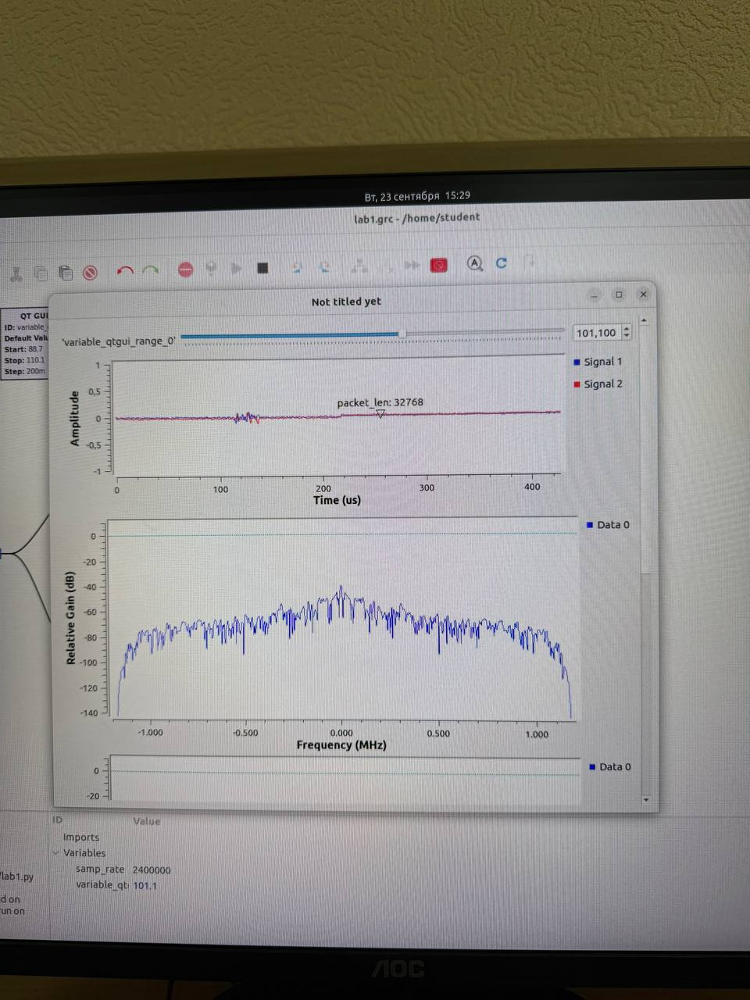 Вт, 23 сентября 15:29
lab1.grc - /home/student
QT GUI
ID: variable_
Default Valu
Start: 88.7
Stop: 110.1
Step: 200m
Not titled yet
'variable_qtgui_range_0'
101,100
Signal 1
Signal 2
Amplitude
1
0,5
0
-0,5
-1
packet_len: 32768
0
100
200
300
400
Time (us)
Data 0
Relative Gain (dB)
0
-20
-40
-60
-80
-100
-120
-140
-1.000
-0.500
0.000
0.500
1.000
Frequency (MHz)
0
-20
Data 0
ID Value
Imports
Variables
samp_rate 2400000
variable_qt 101.1
/lab1.py
d on
un on
AOC